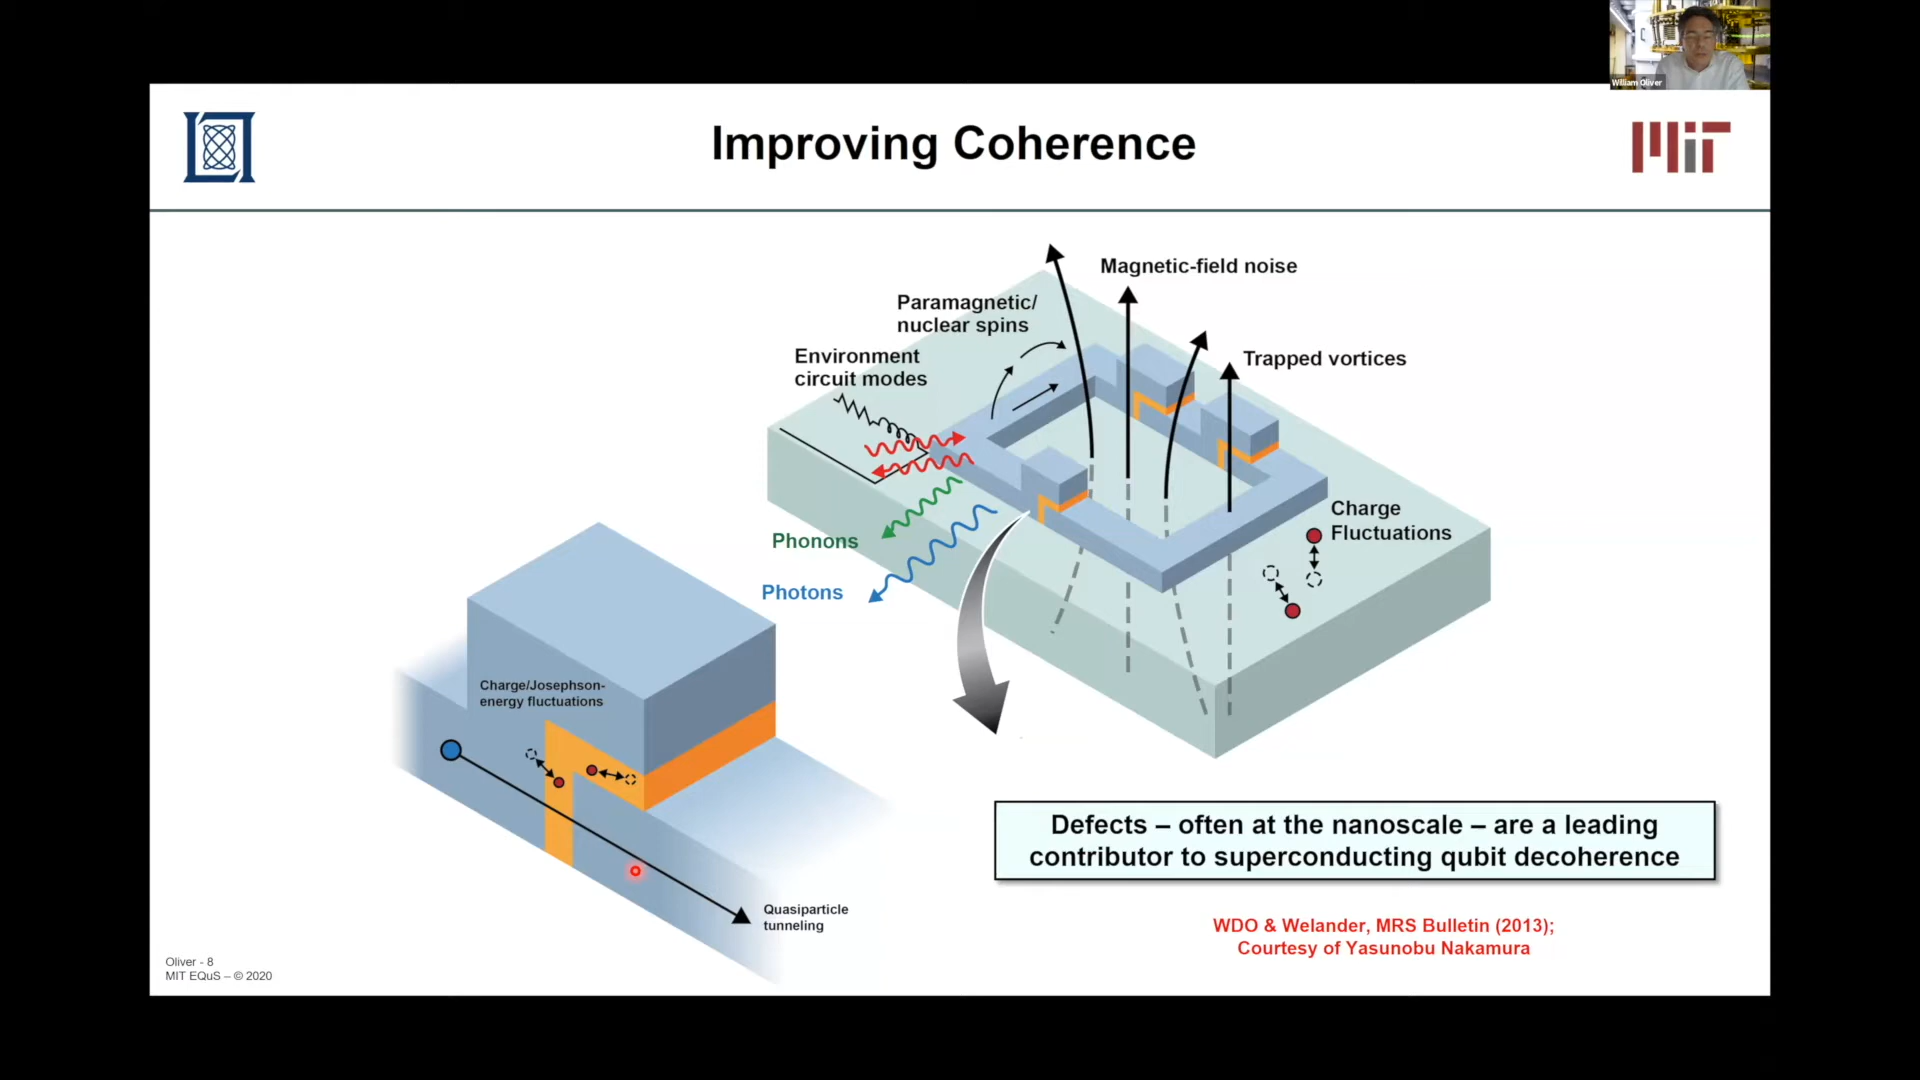 William Oliver
Improving Coherence
MIT
Magnetic-field noise
Paramagnetic/
nuclear spins
Environment
circuit modes
Trapped vortices
Charge
Fluctuations
Phonons
Photons
Charge/Josephson-
energy fluctuations
Quasiparticle
tunneling
Defects – often at the nanoscale – are a leading
contributor to superconducting qubit decoherence
WDO & Welander, MRS Bulletin (2013);
Courtesy of Yasunobu Nakamura
Oliver - 8
MIT EQuS – © 2020